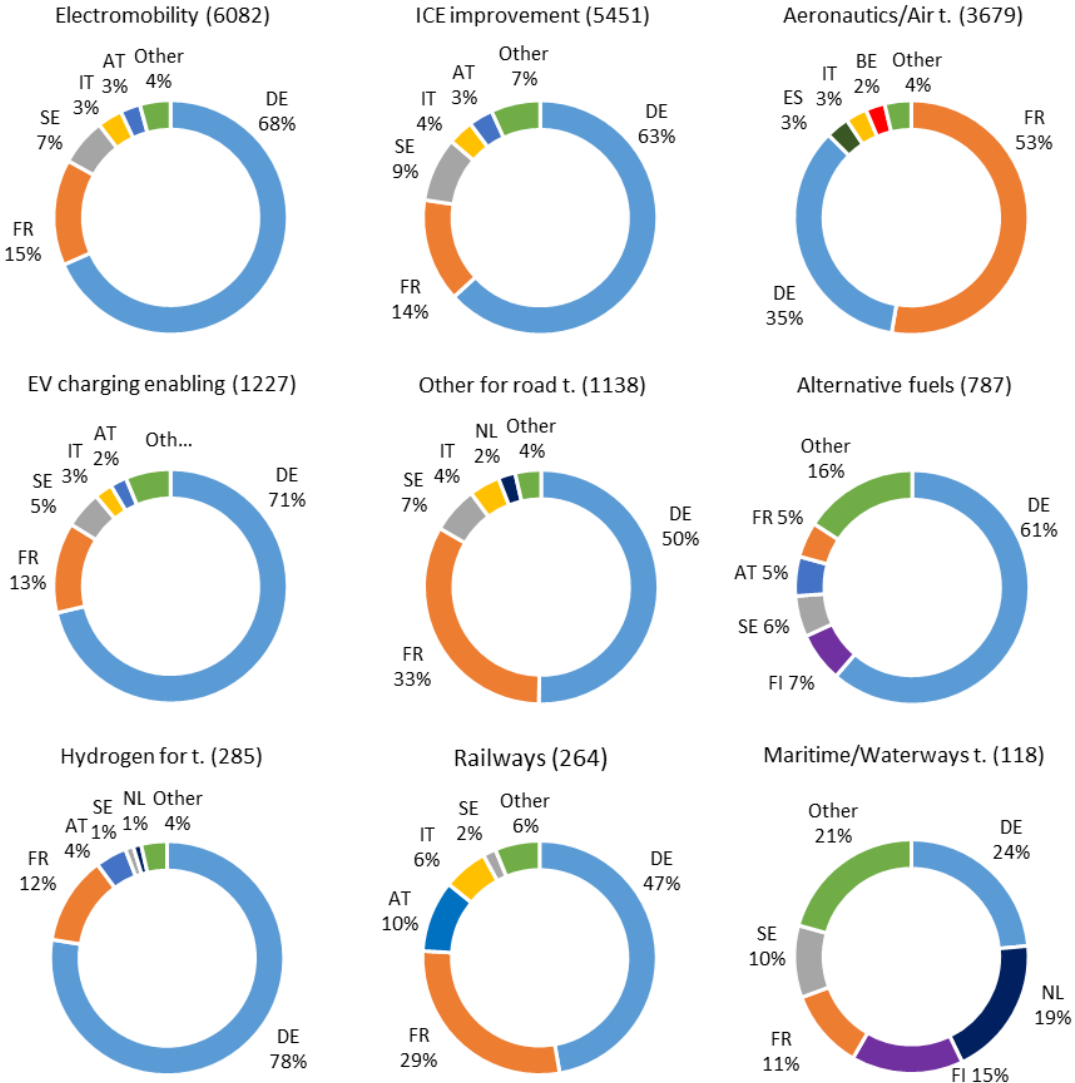 Electromobility (6082)
Other
4%
AT
3%
IT
3%
SE
7%
FR
15%
DE
68%
ICE improvement (5451)
Other
7%
AT
3%
IT
4%
SE
9%
FR
14%
DE
63%
Aeronautics/Air t. (3679)
Other
4%
BE
2%
IT
3%
ES
3%
DE
35%
FR
53%
EV charging enabling (1227)
Oth...
AT
2%
IT
3%
SE
5%
FR
13%
DE
71%
Other for road t. (1138)
Other
4%
NL
2%
IT
4%
SE
7%
FR
33%
DE
50%
Alternative fuels (787)
Other
16%
FR 5%
AT 5%
SE 6%
FI 7%
DE
61%
Hydrogen for t. (285)
Other
4%
NL
1%
SE
1%
AT
4%
FR
12%
DE
78%
Railways (264)
Other
6%
SE
2%
IT
6%
AT
10%
FR
29%
DE
47%
Maritime/Waterways t. (118)
Other
21%
SE
10%
FR
11%
FI 15%
NL
19%
DE
24%